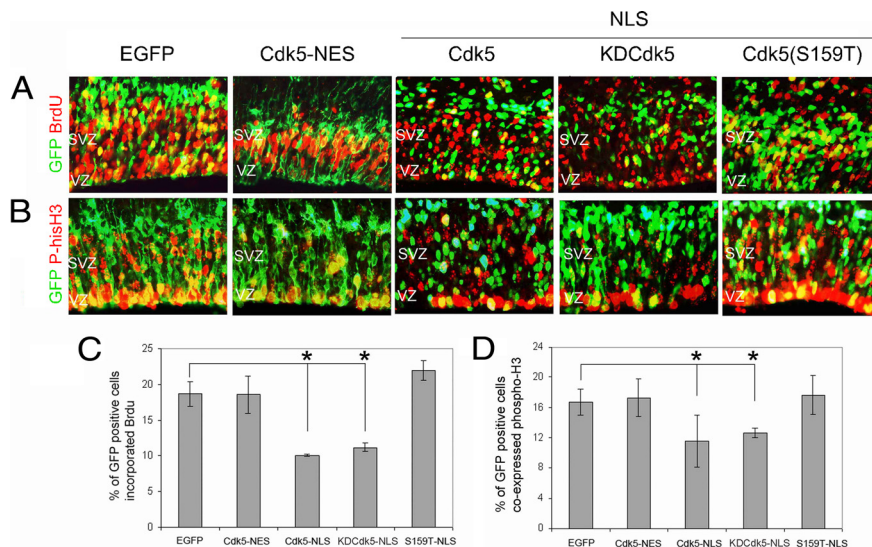 NLS
EGFP Cdk5-NES Cdk5 KDCdk5 Cdk5(S159T)
A
GFP BrdU
SVZ SVZ SVZ SVZ SVZ
VZ VZ VZ VZ VZ
B
GFP P-hisH3
SVZ SVZ SVZ SVZ SVZ
VZ VZ VZ VZ VZ
C
% of GFP positive cells
incorporated Brdu
25
20
15
10
5
0
* *
EGFP Cdk5-NES Cdk5-NLS KDCdk5-NLS S159T-NLS
D
% of GFP positive cells
co-expressed phospho-H3
24
20
16
12
8
4
0
* *
EGFP Cdk5-NES Cdk5-NLS KDCdk5-NLS S159T-NLS